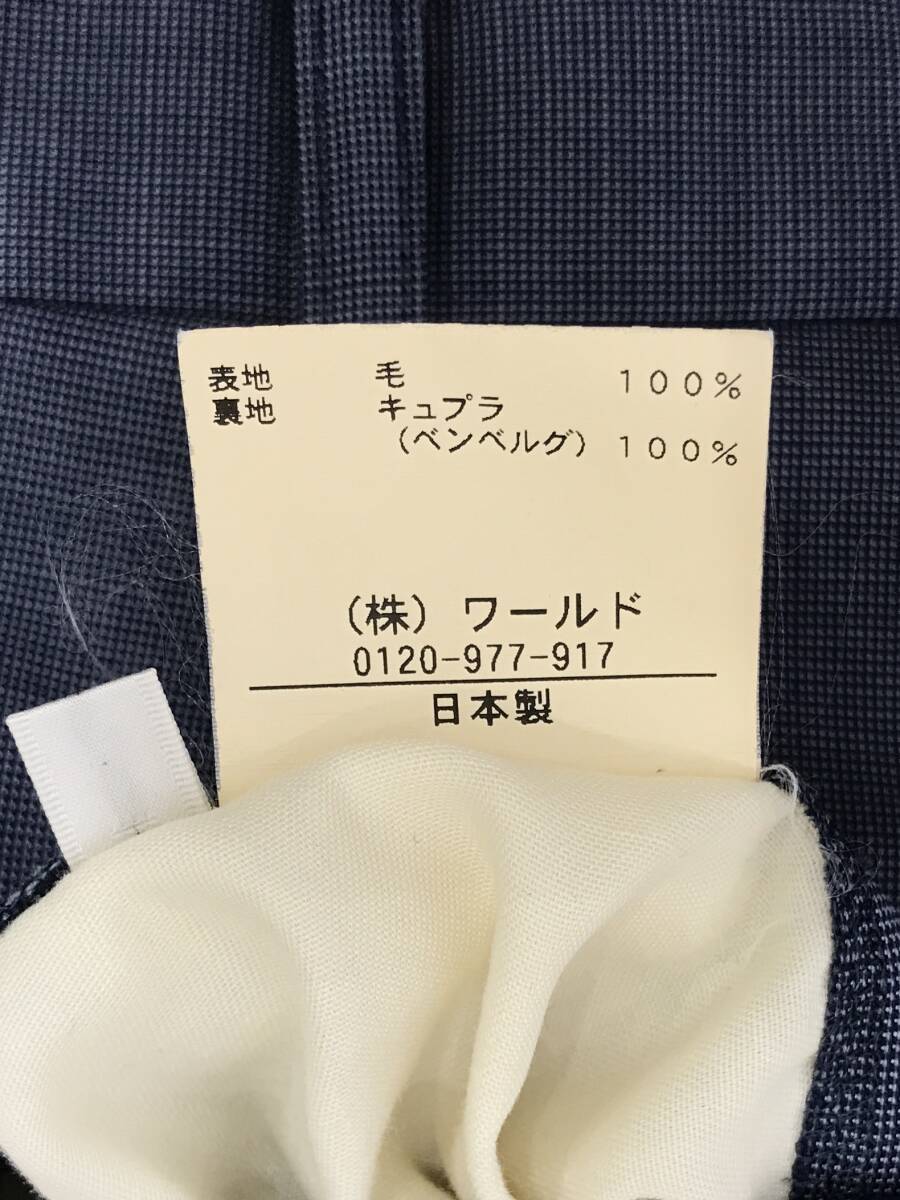 表地 毛 １００％
裏地 キュプラ
（ベンベルグ） １００％
（株）ワールド
0120-977-917
日本製